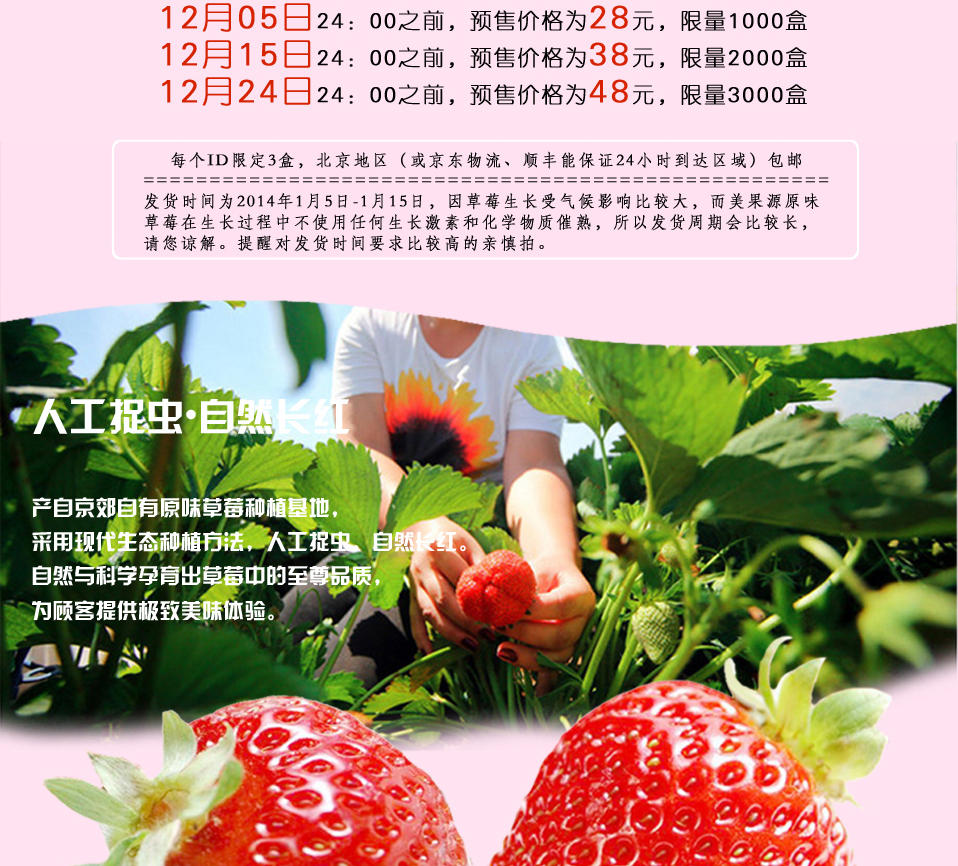 12月05日24：00之前，预售价格为28元，限量1000盒
12月15日24：00之前，预售价格为38元，限量2000盒
12月24日24：00之前，预售价格为48元，限量3000盒
每个ID限定3盒，北京地区（或京东物流、顺丰能保证24小时到达区域）包邮
=================================================
发货时间为2014年1月5日-1月15日，因草莓生长受气候影响比较大，而美果源原味
草莓在生长过程中不使用任何生长激素和化学物质催熟，所以发货周期会比较长，
请您谅解。提醒对发货时间要求比较高的亲慎拍。
人工捉虫·自然长红
产自京郊自有原味草莓种植基地，
采用现代生态种植方法，人工捉虫、自然长红。
自然与科学孕育出草莓中的至尊品质，
为顾客提供极致美味体验。